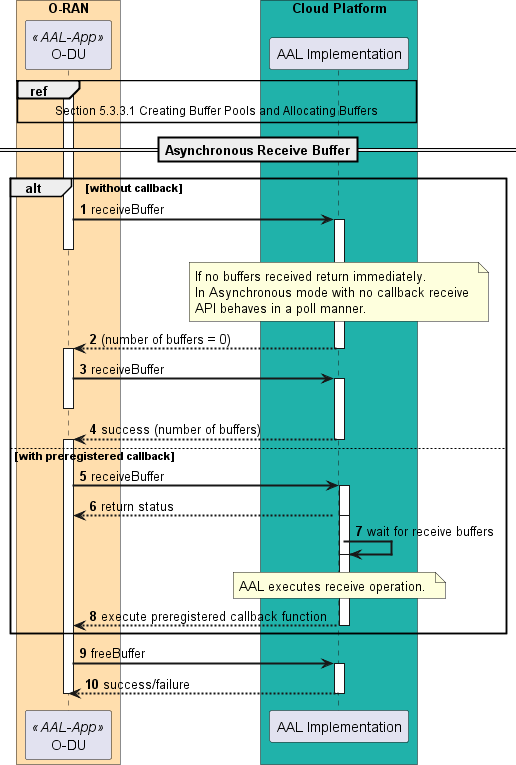 O-RAN
Cloud Platform
« AAL-App»
O-DU
AAL Implementation
ref
Section 5.3.3.1 Creating Buffer Pools and Allocating Buffers
Asynchronous Receive Buffer
alt [without callback]
1 receiveBuffer
If no buffers received return immediately.
In Asynchronous mode with no callback receive
API behaves in a poll manner.
2 (number of buffers = 0)
3 receiveBuffer
4 success (number of buffers)
[with preregistered callback]
5 receiveBuffer
6 return status
7 wait for receive buffers
AAL executes receive operation.
8 execute preregistered callback function
9 freeBuffer
10 success/failure
« AAL-App»
O-DU
AAL Implementation